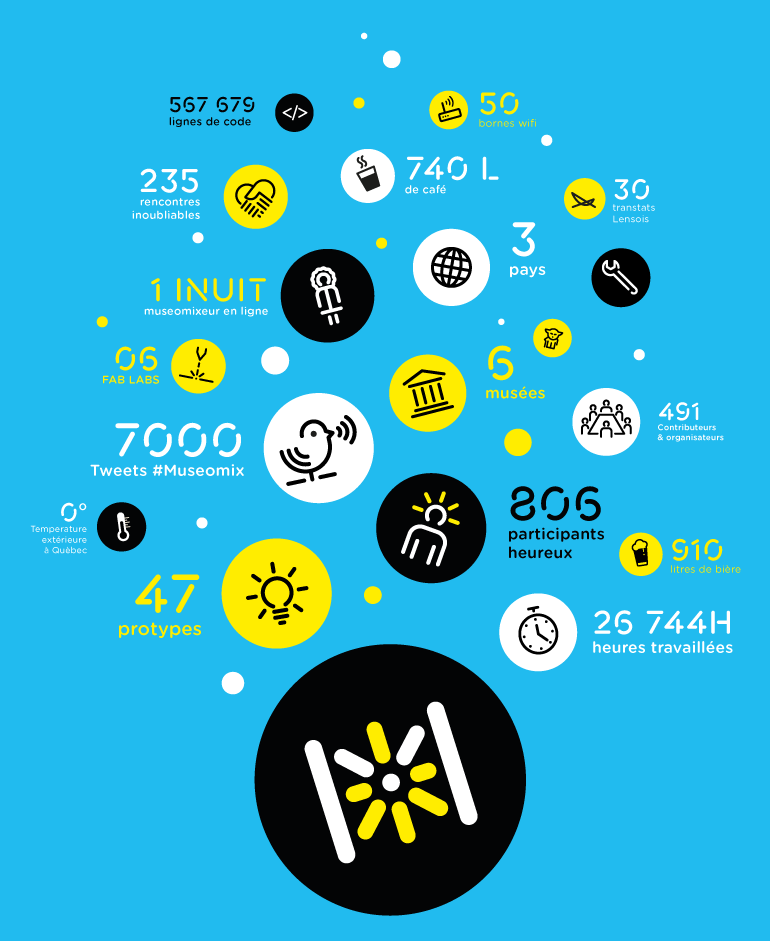 567 679
lignes de code
50
bornes wifi
235
rencontres
inoubliables
740 L
de café
30
transtats
Lensois
3
pays
1 INUIT
museomixeur en ligne
06
FAB LABS
6
musées
491
Contributeurs
& organisateurs
7000
Tweets #Museomix
0°
Temperature
extérieure
à Quèbec
806
participants
heureux
910
litres de bière
47
protypes
26 744H
heures travaillées